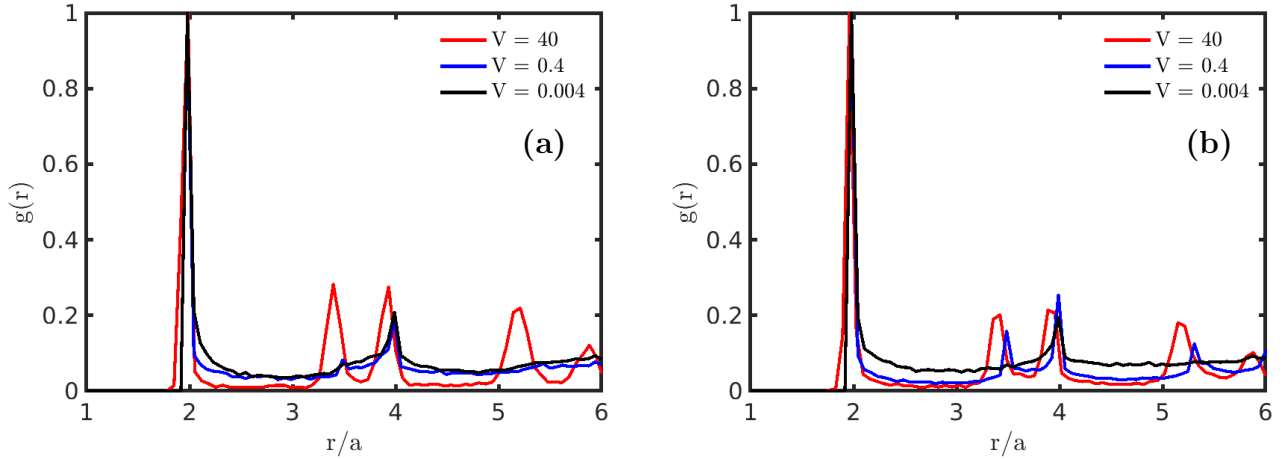 1
0.8
0.6
0.4
0.2
0
g(r)
V = 40
V = 0.4
V = 0.004
(a)
1 2 3 4 5 6
r/a
1
0.8
0.6
0.4
0.2
0
g(r)
V = 40
V = 0.4
V = 0.004
(b)
1 2 3 4 5 6
r/a